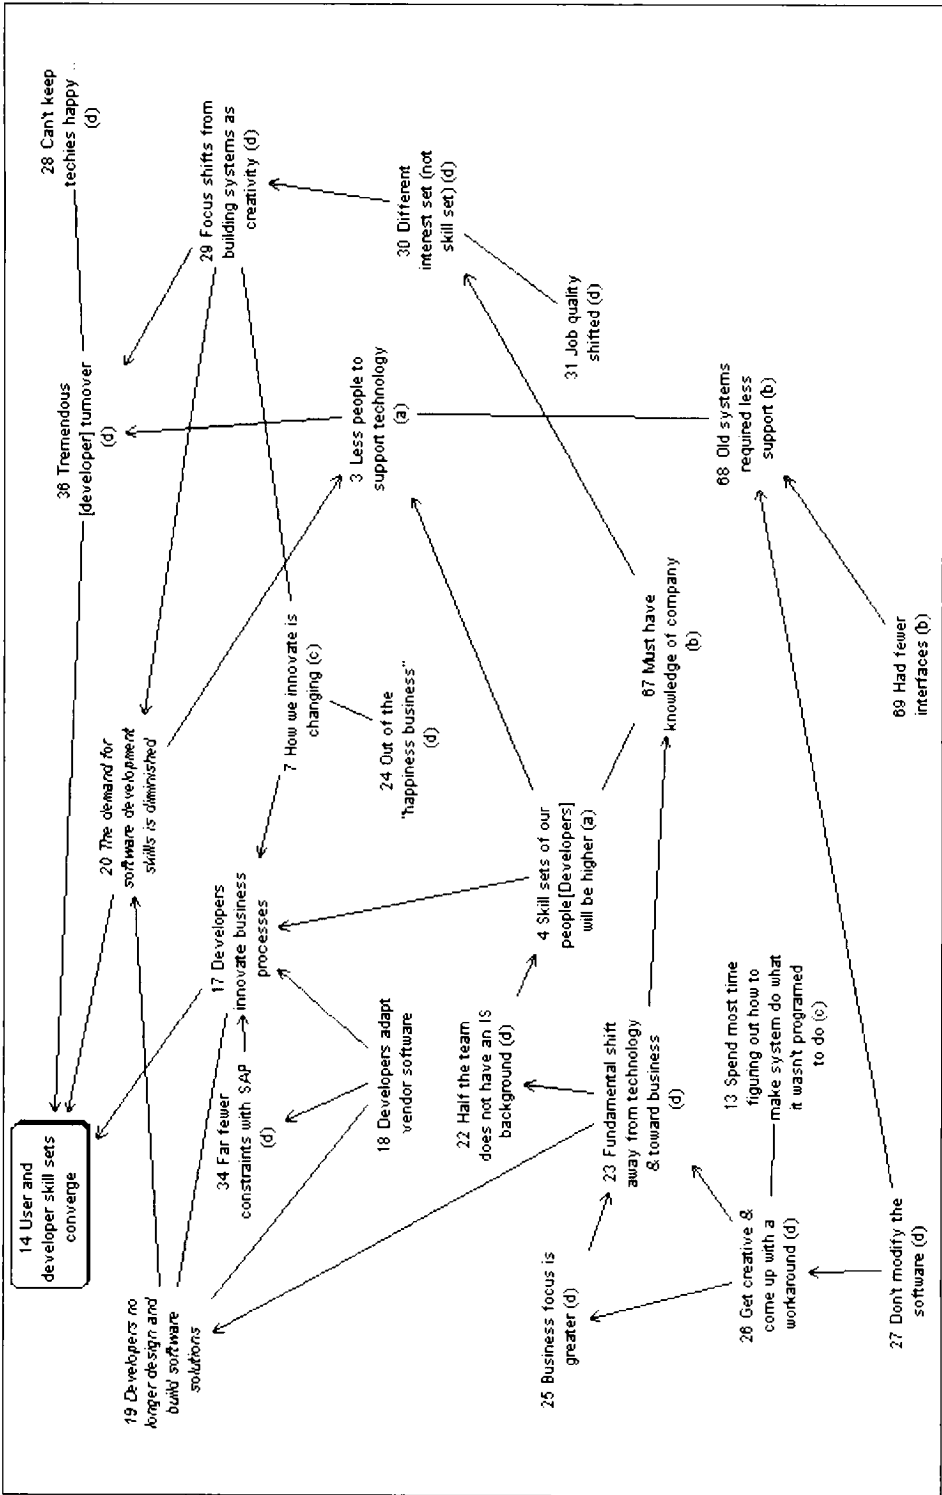 14 User and
developer skill sets
converge
19 Developers no
longer design and
build software
solutions
20 The demand for
software development
skills is diminished
36 Tremendous
[developer] turnover
(d)
28 Can't keep
techies happy ..
(d)
17 Developers
innovate business
processes
34 Far fewer
constraints with SAP
(d)
7 How we innovate is
changing (c)
29 Focus shifts from
building systems as
creativity (d)
18 Developers adapt
vendor software
24 Out of the
"happiness business"
(d)
3 Less people to
support technology
(a)
30 Different
interest set (not
skill set) (d)
22 Half the team
does not have an IS
background (d)
4 Skill sets of our
people [Developers]
will be higher (a)
31 Job quality
shifted (d)
25 Business focus is
greater (d)
23 Fundamental shift
away from technology
& toward business
(d)
67 Must have
knowledge of company
(b)
68 Old systems
required less
support (b)
26 Get creative &
come up with a
workaround (d)
13 Spend most time
figuring out how to
make system do what
it wasn't programed
to do (c)
69 Had fewer
interfaces (b)
27 Don't modify the
software (d)